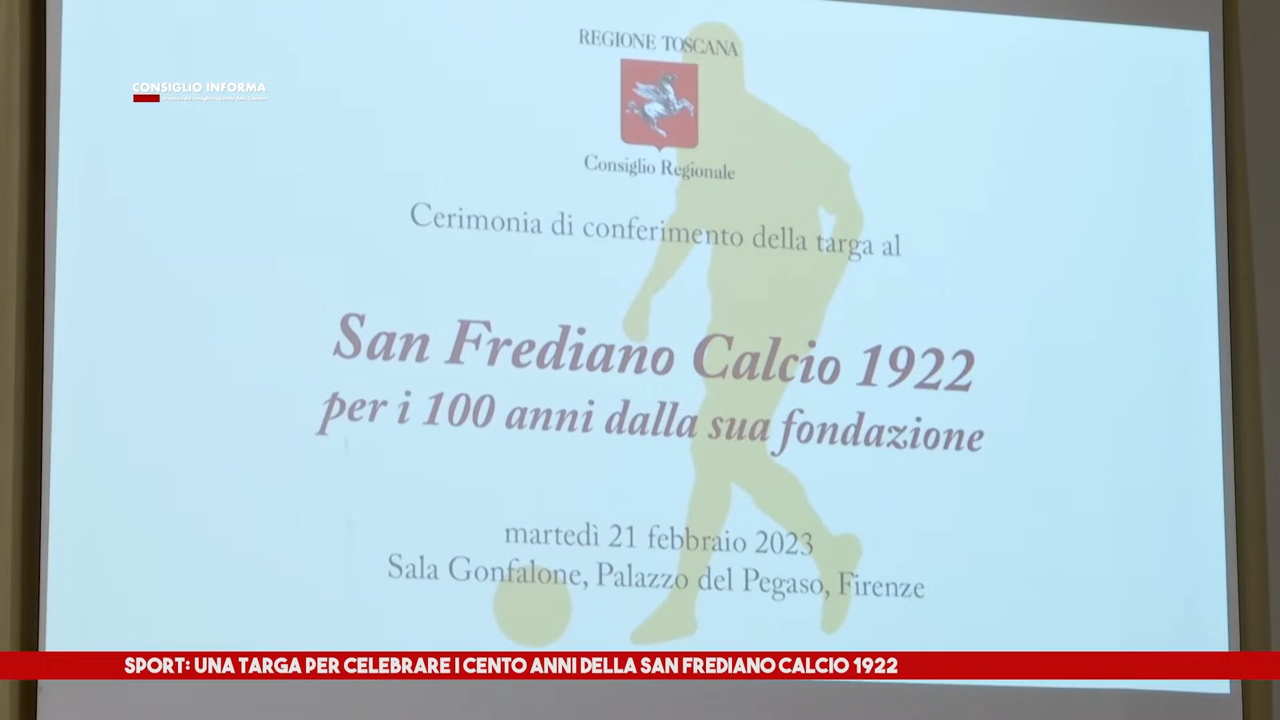 REGIONE TOSCANA
CONSIGLIO INFORMA
Consiglio Regionale
Cerimonia di conferimento della targa al
San Frediano Calcio 1922
per i 100 anni dalla sua fondazione
martedì 21 febbraio 2023
Sala Gonfalone, Palazzo del Pegaso, Firenze
SPORT: UNA TARGA PER CELEBRARE I CENTO ANNI DELLA SAN FREDIANO CALCIO 1922